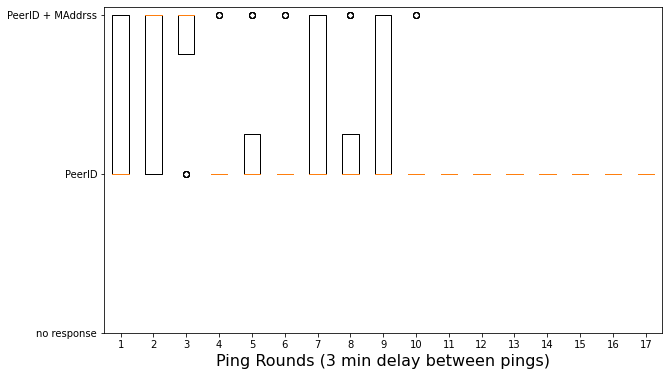 PeerID + MAddrss
PeerID
no response
1 2 3 4 5 6 7 8 9 10 11 12 13 14 15 16 17
Ping Rounds (3 min delay between pings)